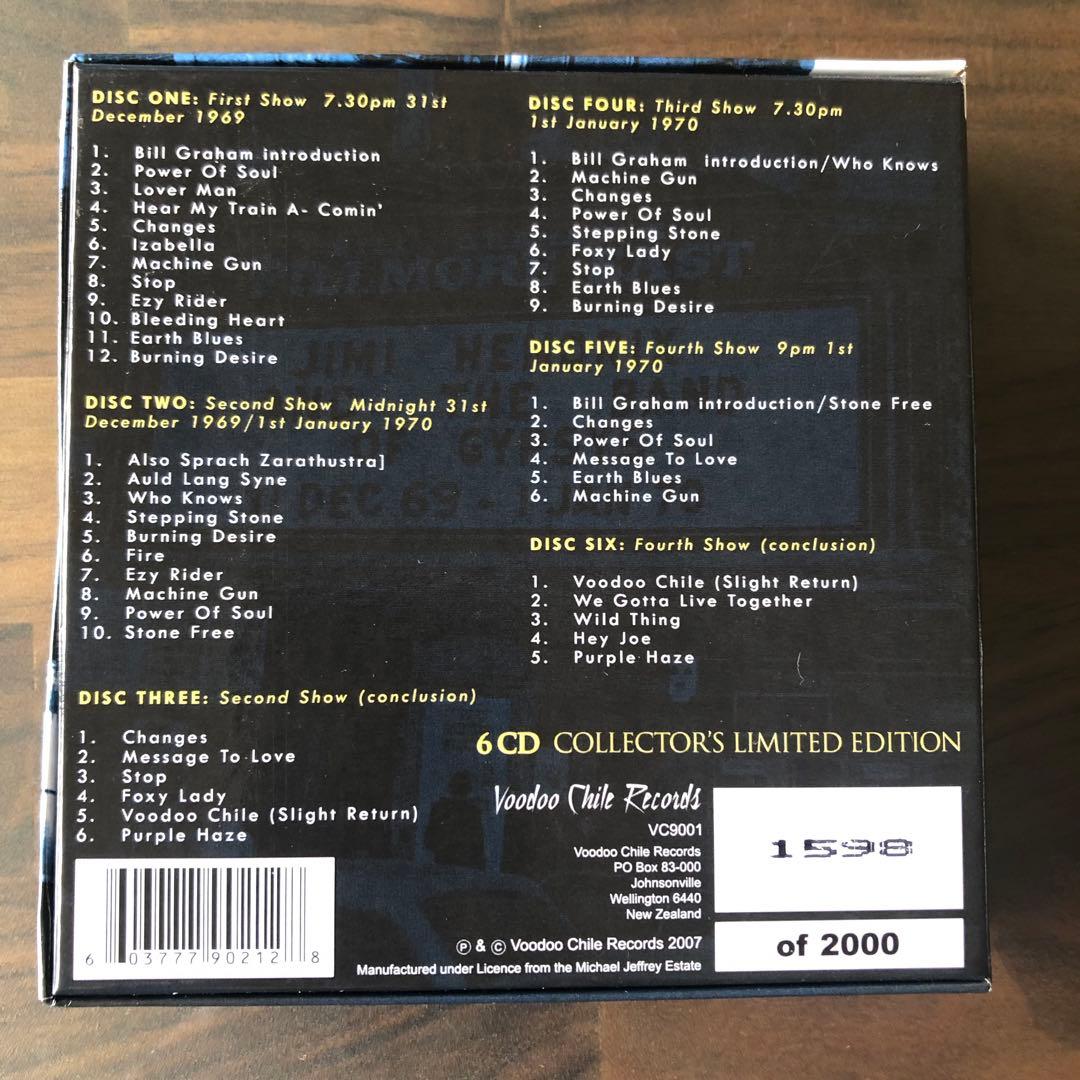 DISC ONE: First Show 7.30pm 31st
December 1969
1. Bill Graham introduction
2. Power Of Soul
3. Lover Man
4. Hear My Train A- Comin'
5. Changes
6. Izabella
7. Machine Gun
8. Stop
9. Ezy Rider
10. Bleeding Heart
11. Earth Blues
12. Burning Desire
DISC TWO: Second Show Midnight 31st
December 1969/1st January 1970
1. Also Sprach Zarathustra]
2. Auld Lang Syne
3. Who Knows
4. Stepping Stone
5. Burning Desire
6. Fire
7. Ezy Rider
8. Machine Gun
9. Power Of Soul
10. Stone Free
DISC THREE: Second Show (conclusion)
1. Changes
2. Message To Love
3. Stop
4. Foxy Lady
5. Voodoo Chile (Slight Return)
6. Purple Haze
6 03777 90212 8
DISC FOUR: Third Show 7.30pm
1st January 1970
1. Bill Graham introduction/Who Knows
2. Machine Gun
3. Changes
4. Power Of Soul
5. Stepping Stone
6. Foxy Lady
7. Stop
8. Earth Blues
9. Burning Desire
DISC FIVE: Fourth Show 9pm 1st
January 1970
1. Bill Graham introduction/Stone Free
2. Changes
3. Power Of Soul
4. Message To Love
5. Earth Blues
6. Machine Gun
DISC SIX: Fourth Show (conclusion)
1. Voodoo Chile (Slight Return)
2. We Gotta Live Together
3. Wild Thing
4. Hey Joe
5. Purple Haze
6 CD COLLECTOR'S LIMITED EDITION
Voodoo Chile Records
VC9001
Voodoo Chile Records
PO Box 83-000
Johnsonville
Wellington 6440
New Zealand
℗ & © Voodoo Chile Records 2007
Manufactured under Licence from the Michael Jeffrey Estate
1598
of 2000
JIMI
BAND
OF
DEC 69 -